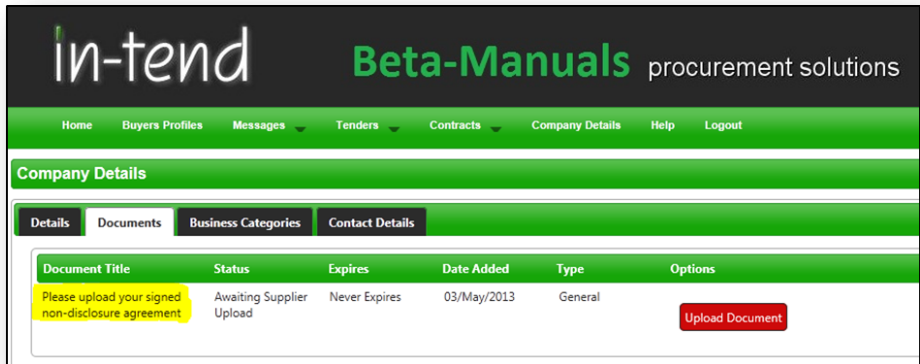 in-tend Beta-Manuals procurement solutions
Home Buyers Profiles Messages Tenders Contracts Company Details Help Logout
Company Details
Details Documents Business Categories Contact Details
Document Title Status Expires Date Added Type Options
Please upload your signed Awaiting Supplier Never Expires 03/May/2013 General
non-disclosure agreement Upload
Upload Document